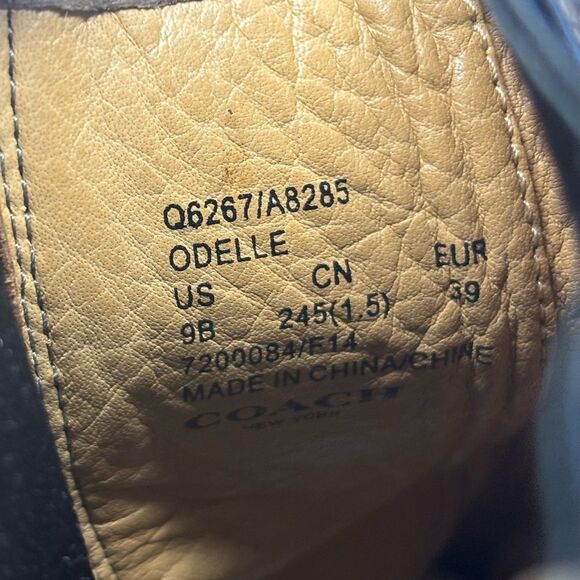 Q6267/A8285
ODELLE
US CN EUR
9B 245(1.5) 39
7200084/F14
MADE IN CHINA/CHINE
COACH
NEW YORK